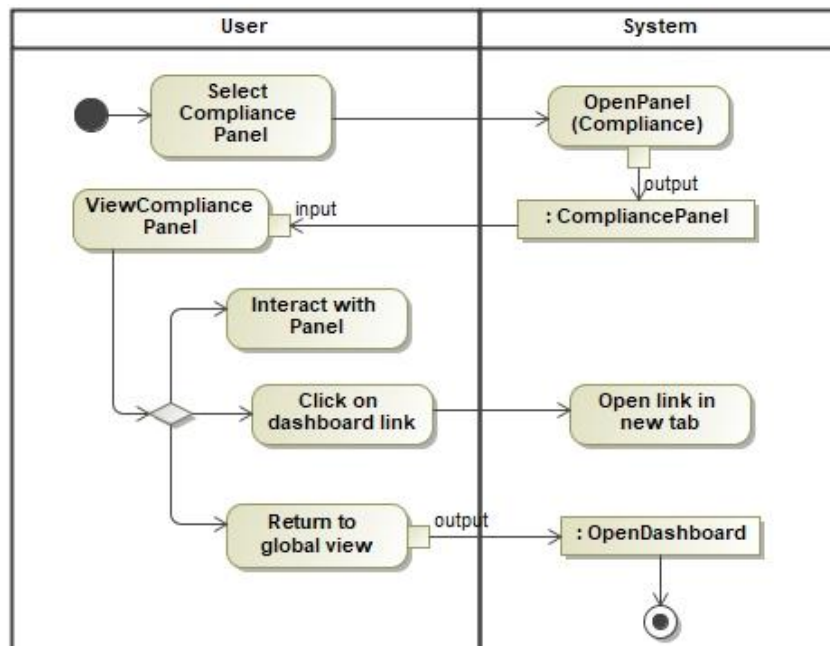 User
System
Select
Compliance
Panel
OpenPanel
(Compliance)
output
: CompliancePanel
input
ViewCompliance
Panel
Interact with
Panel
Click on
dashboard link
Open link in
new tab
Return to
global view
output
: OpenDashboard